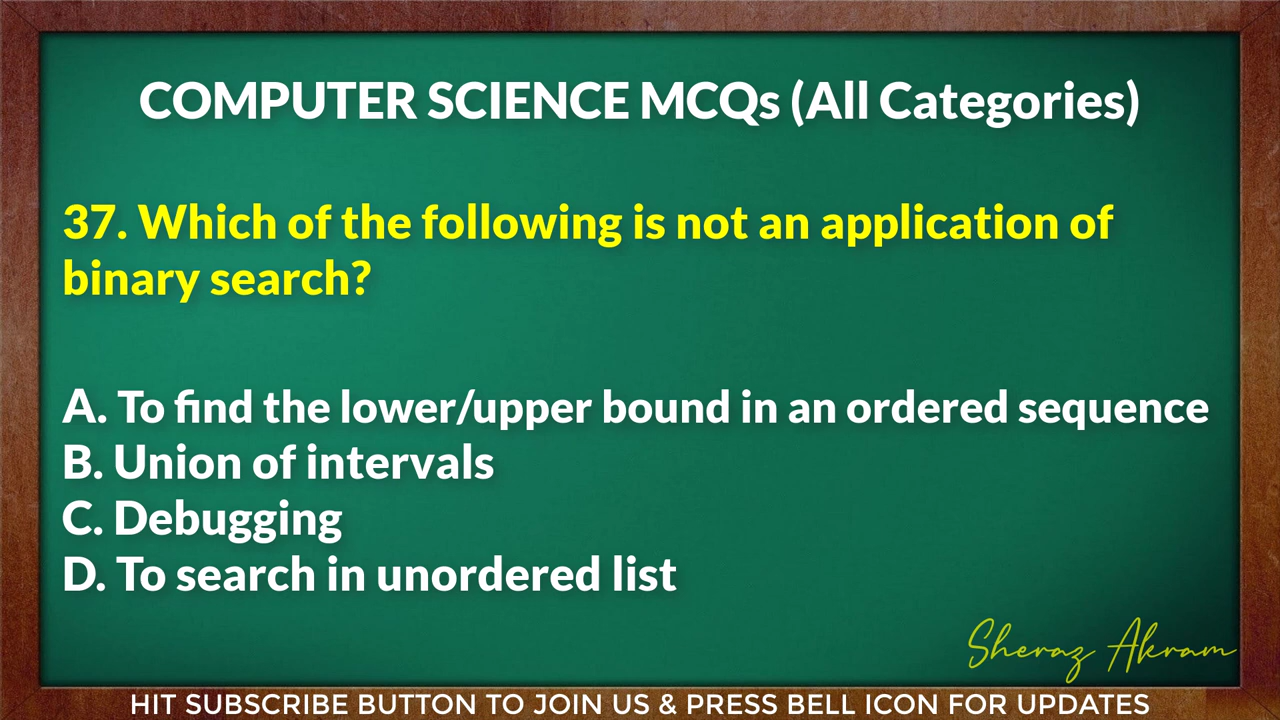 COMPUTER SCIENCE MCQs (All Categories)
37. Which of the following is not an application of
binary search?
A. To find the lower/upper bound in an ordered sequence
B. Union of intervals
C. Debugging
D. To search in unordered list
Sheraz Akram
HIT SUBSCRIBE BUTTON TO JOIN US & PRESS BELL ICON FOR UPDATES